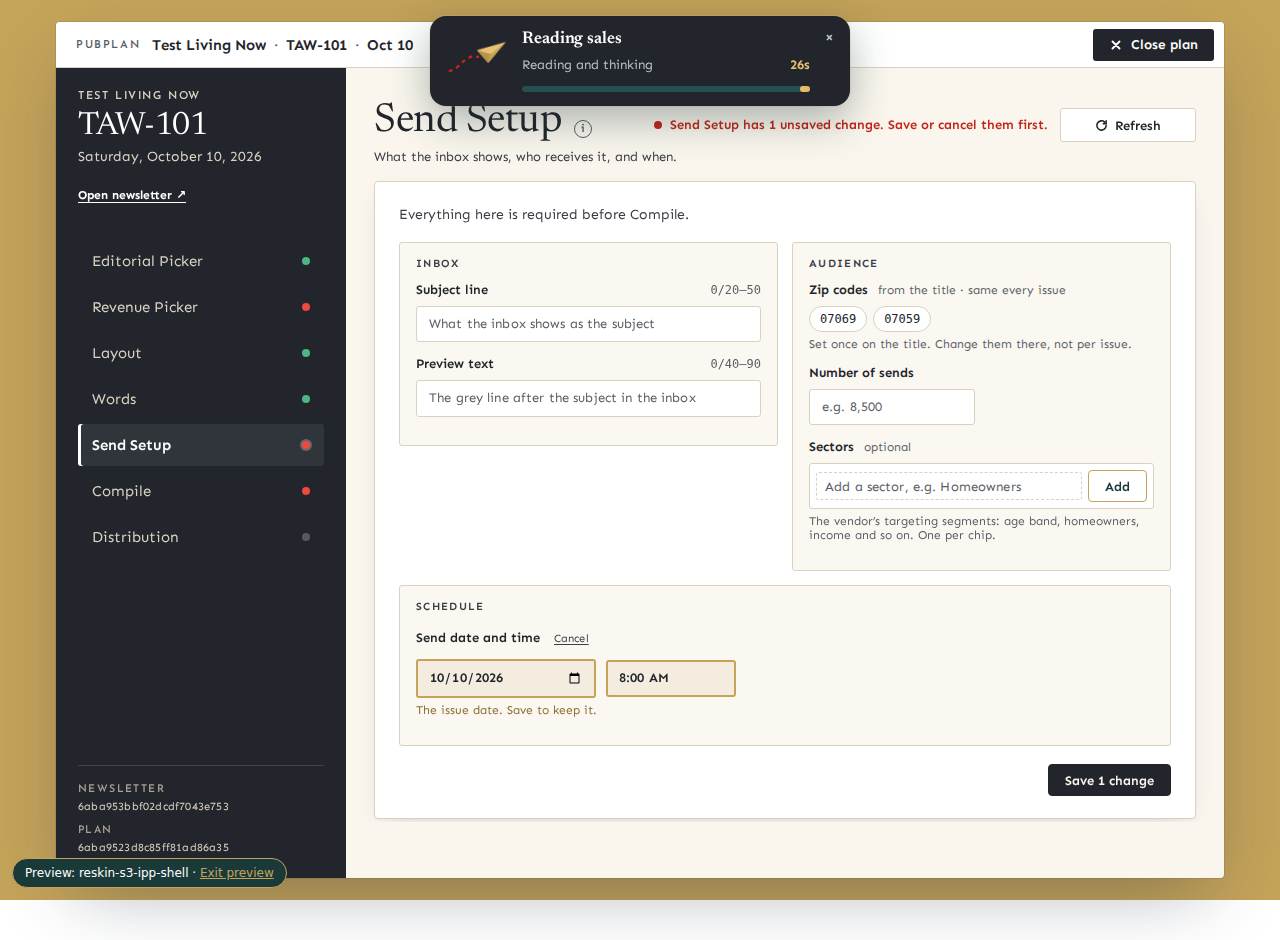 PUBPLAN Test Living Now · TAW-101 · Oct 10
Reading sales
×
Reading and thinking 26s
Close plan
TEST LIVING NOW
TAW-101
Saturday, October 10, 2026
Open newsletter ↗
Editorial Picker
Revenue Picker
Layout
Words
Send Setup
Compile
Distribution
NEWSLETTER
6aba953bbf02dcdf7043e753
PLAN
6aba9523d8c85ff81ad86a35
Preview: reskin-s3-ipp-shell · Exit preview
Send Setup i
Send Setup has 1 unsaved change. Save or cancel them first.
Refresh
What the inbox shows, who receives it, and when.
Everything here is required before Compile.
INBOX
Subject line 0/20–50
What the inbox shows as the subject
Preview text 0/40–90
The grey line after the subject in the inbox
AUDIENCE
Zip codes from the title · same every issue
07069 07059
Set once on the title. Change them there, not per issue.
Number of sends
e.g. 8,500
Sectors optional
Add a sector, e.g. Homeowners Add
The vendor's targeting segments: age band, homeowners,
income and so on. One per chip.
SCHEDULE
Send date and time Cancel
10/10/2026 8:00 AM
The issue date. Save to keep it.
Save 1 change